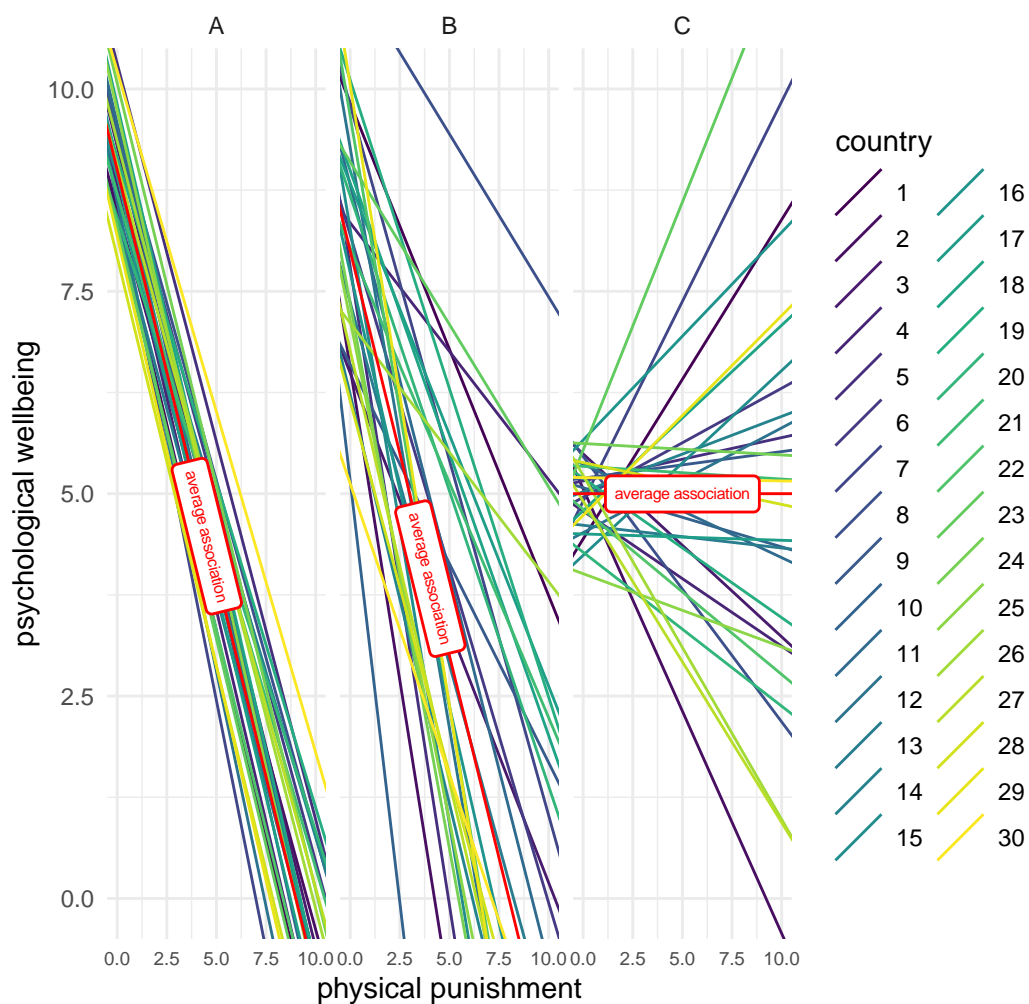 A B C
psychological wellbeing
10.0
7.5
5.0
2.5
0.0
average association
average association
average association
0.0 2.5 5.0 7.5 10.0 0.0 2.5 5.0 7.5 10.0 0.0 2.5 5.0 7.5 10.0
physical punishment
country
1 16
2 17
3 18
4 19
5 20
6 21
7 22
8 23
9 24
10 25
11 26
12 27
13 28
14 29
15 30